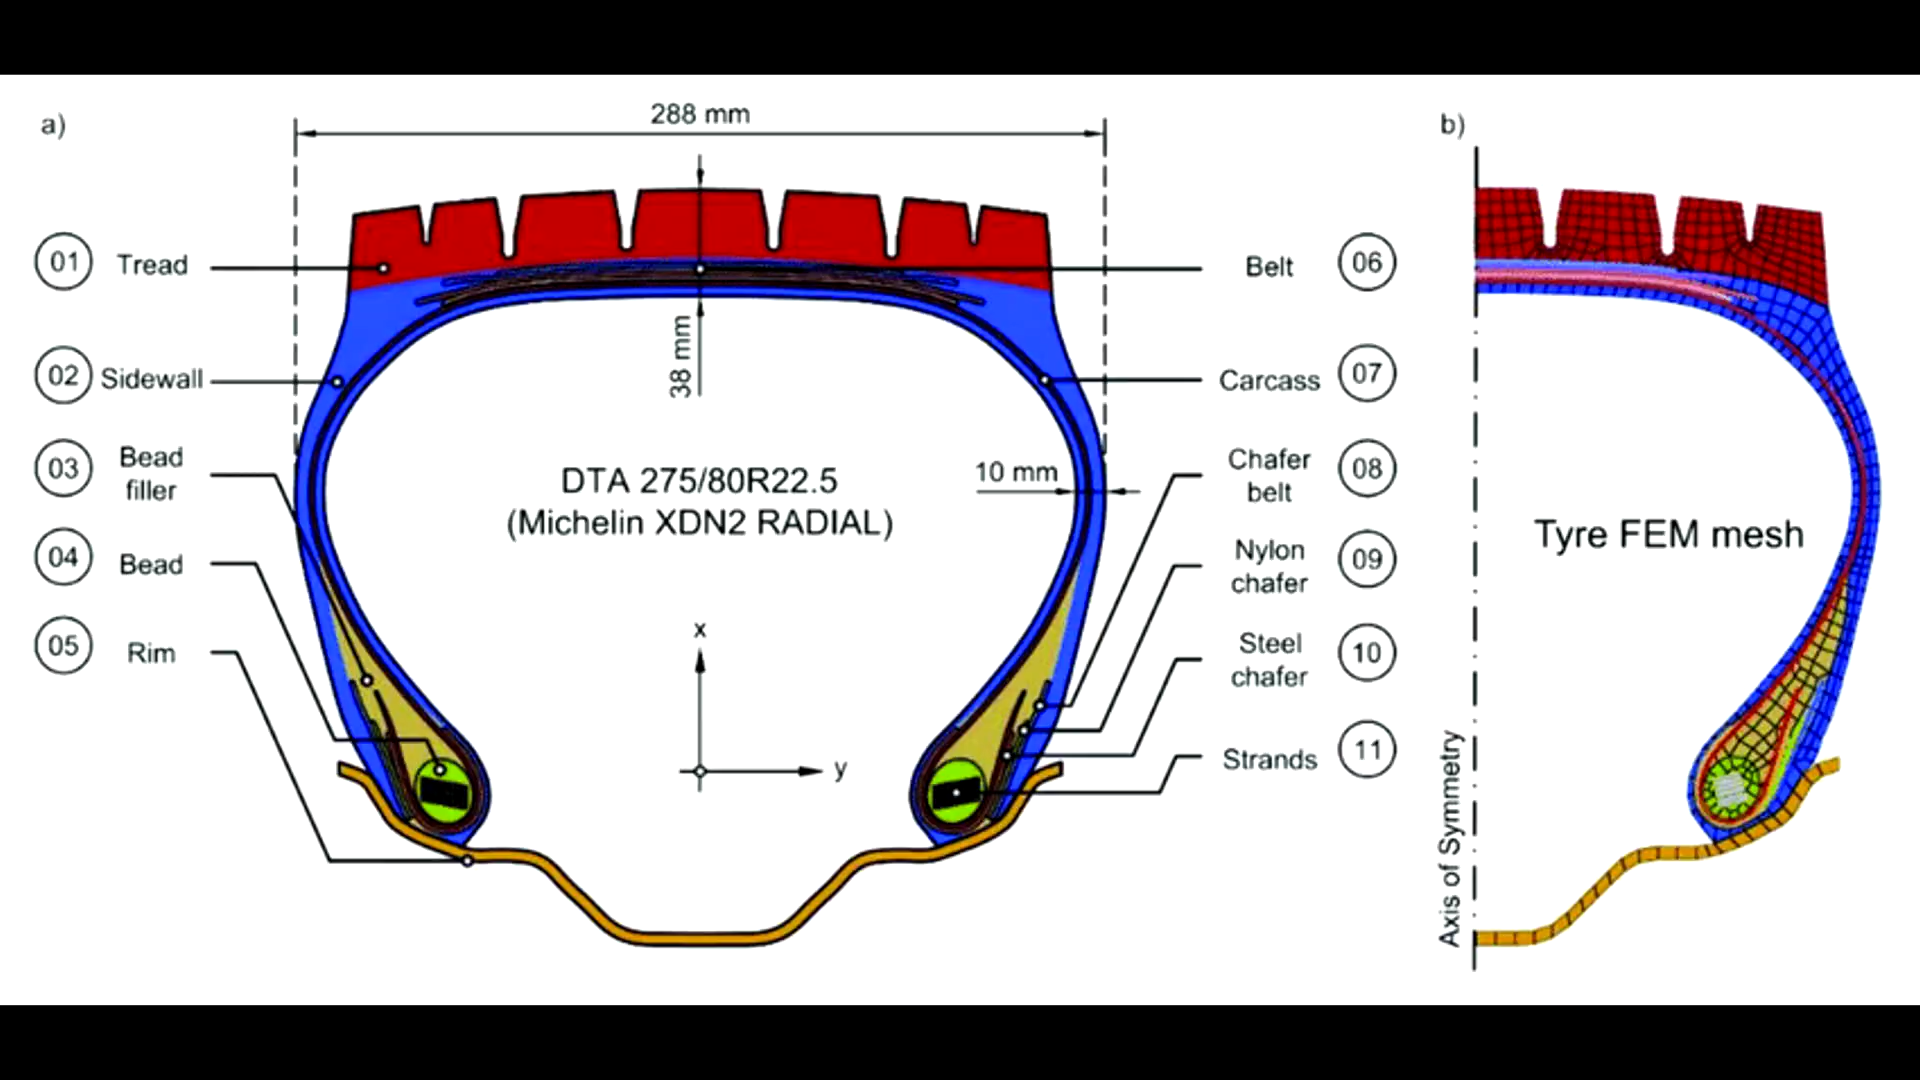 a)
288 mm
b)
01 Tread
Belt 06
38 mm
02 Sidewall
Carcass 07
03 Bead
filler
Chafer 08
belt
10 mm
DTA 275/80R22.5
(Michelin XDN2 RADIAL)
Tyre FEM mesh
04 Bead
Nylon 09
chafer
05 Rim
x
y
Steel 10
chafer
Strands 11
Axis of Symmetry